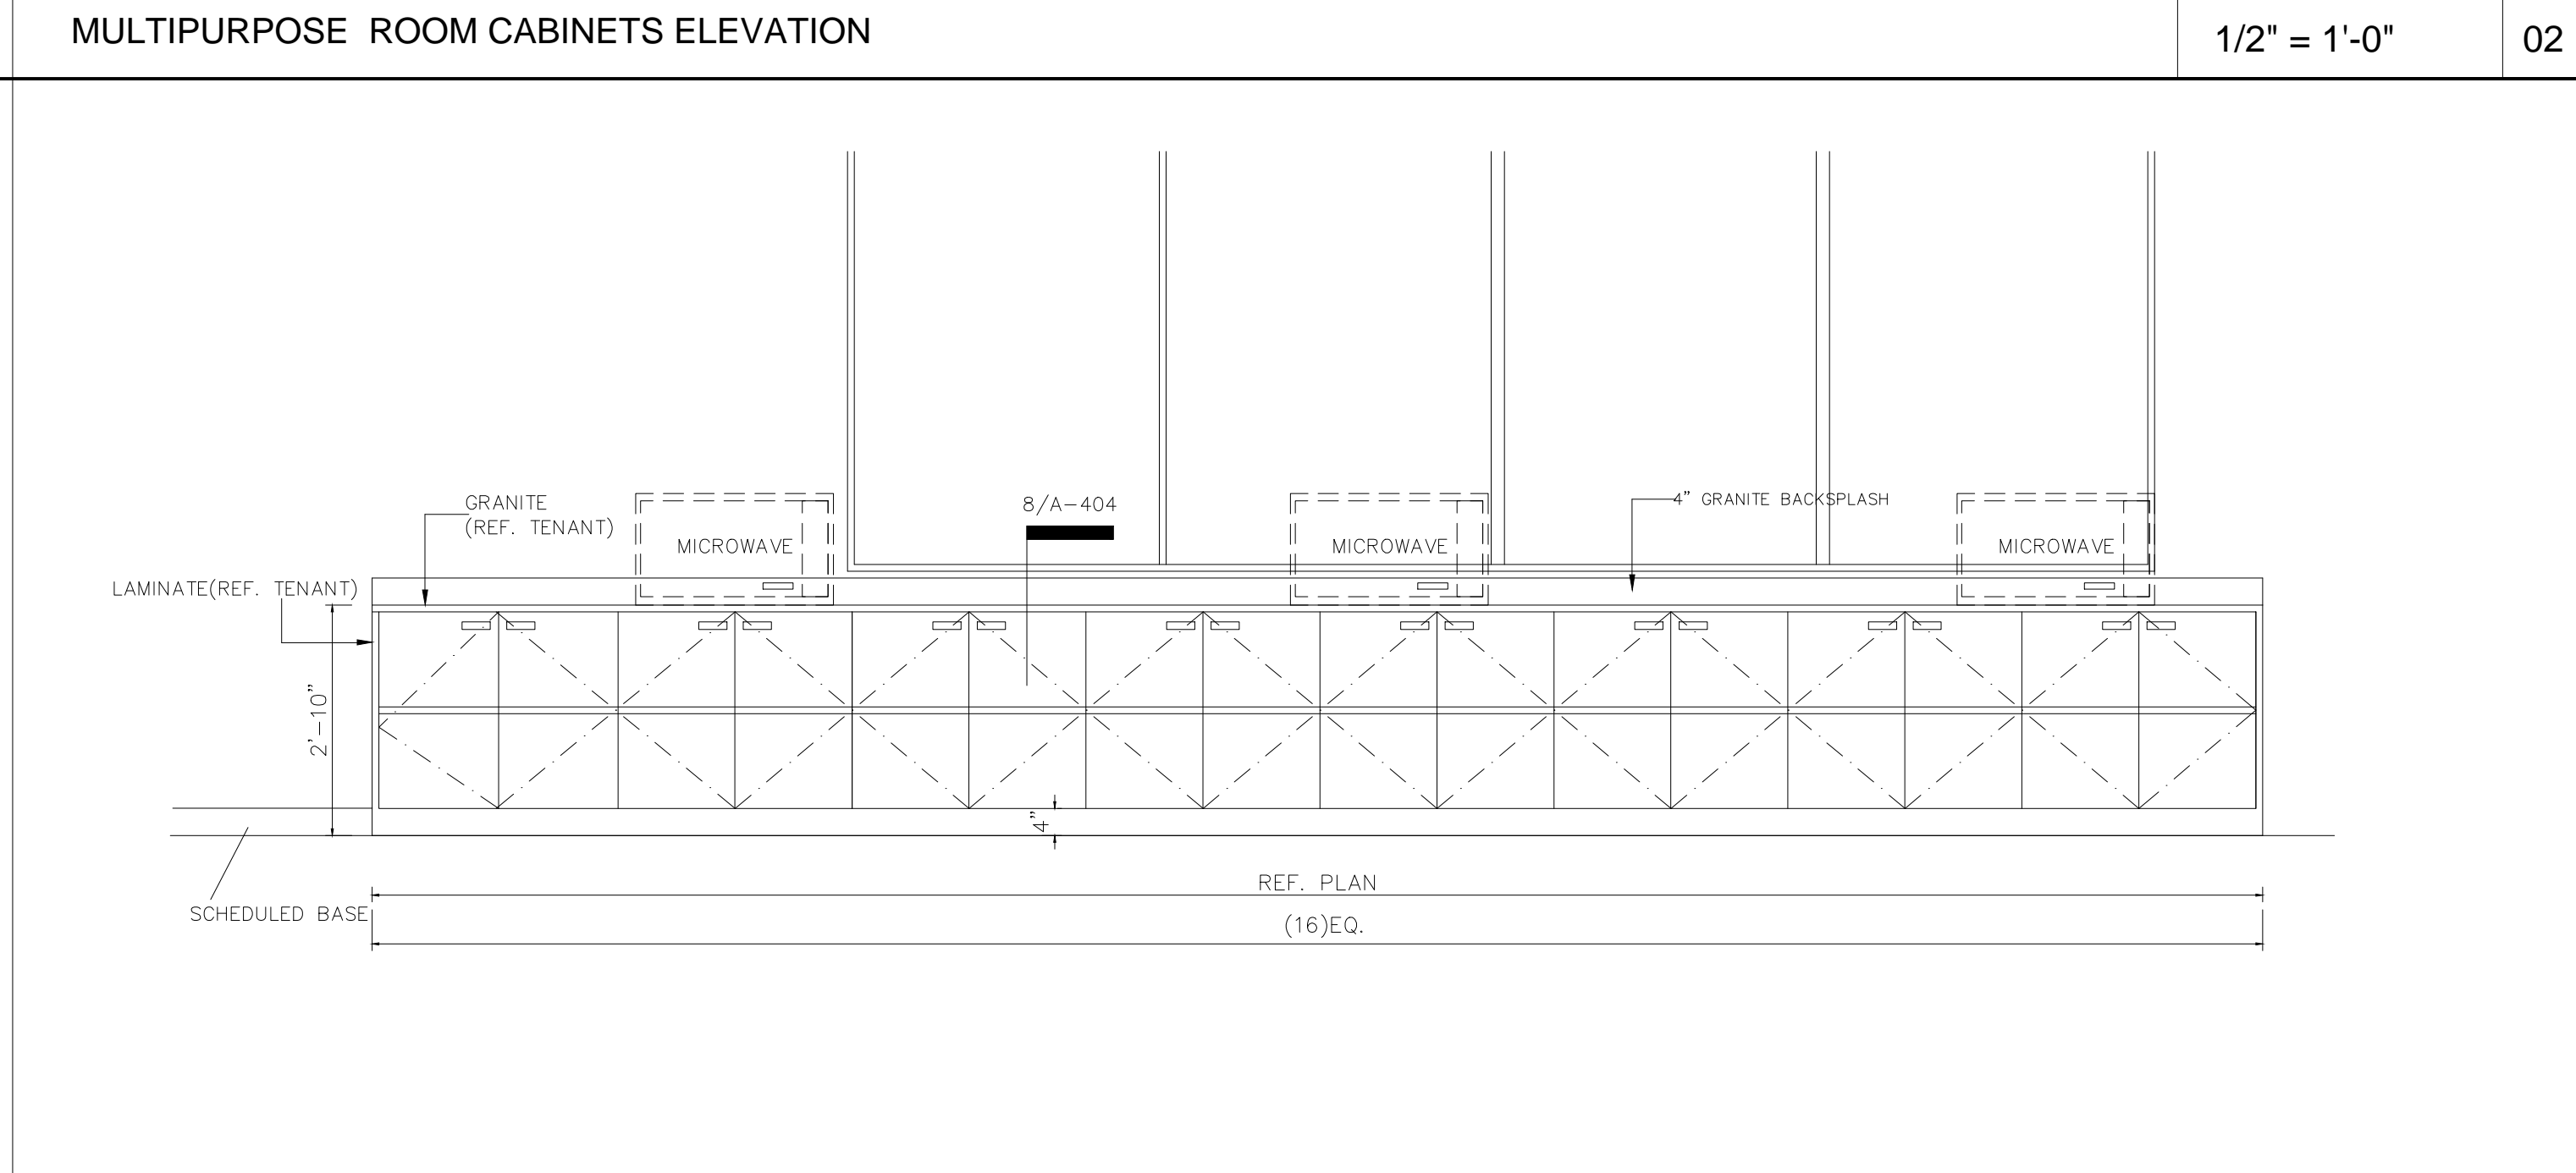 MULTIPURPOSE ROOM CABINETS ELEVATION
1/2" = 1'-0"
02
GRANITE
(REF. TENANT)
8/A-404
4" GRANITE BACKSPLASH
MICROWAVE
MICROWAVE
MICROWAVE
LAMINATE(REF. TENANT)
2'-10"
4"
SCHEDULED BASE
REF. PLAN
(16)EQ.